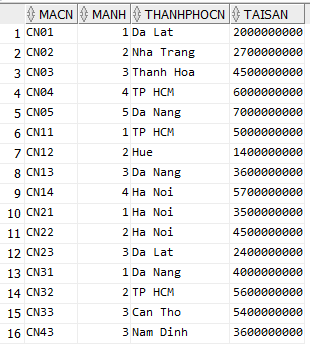 MACN MANH THANHPHOCN TAISAN
1 CN01 1 Da Lat 2000000000
2 CN02 2 Nha Trang 2700000000
3 CN03 3 Thanh Hoa 4500000000
4 CN04 4 TP HCM 6000000000
5 CN05 5 Da Nang 7000000000
6 CN11 1 TP HCM 5000000000
7 CN12 2 Hue 1400000000
8 CN13 3 Da Nang 3600000000
9 CN14 4 Ha Noi 5700000000
10 CN21 1 Ha Noi 3500000000
11 CN22 2 Ha Noi 4500000000
12 CN23 3 Da Lat 2400000000
13 CN31 1 Da Nang 4000000000
14 CN32 2 TP HCM 5600000000
15 CN33 3 Can Tho 5400000000
16 CN43 3 Nam Dinh 3600000000